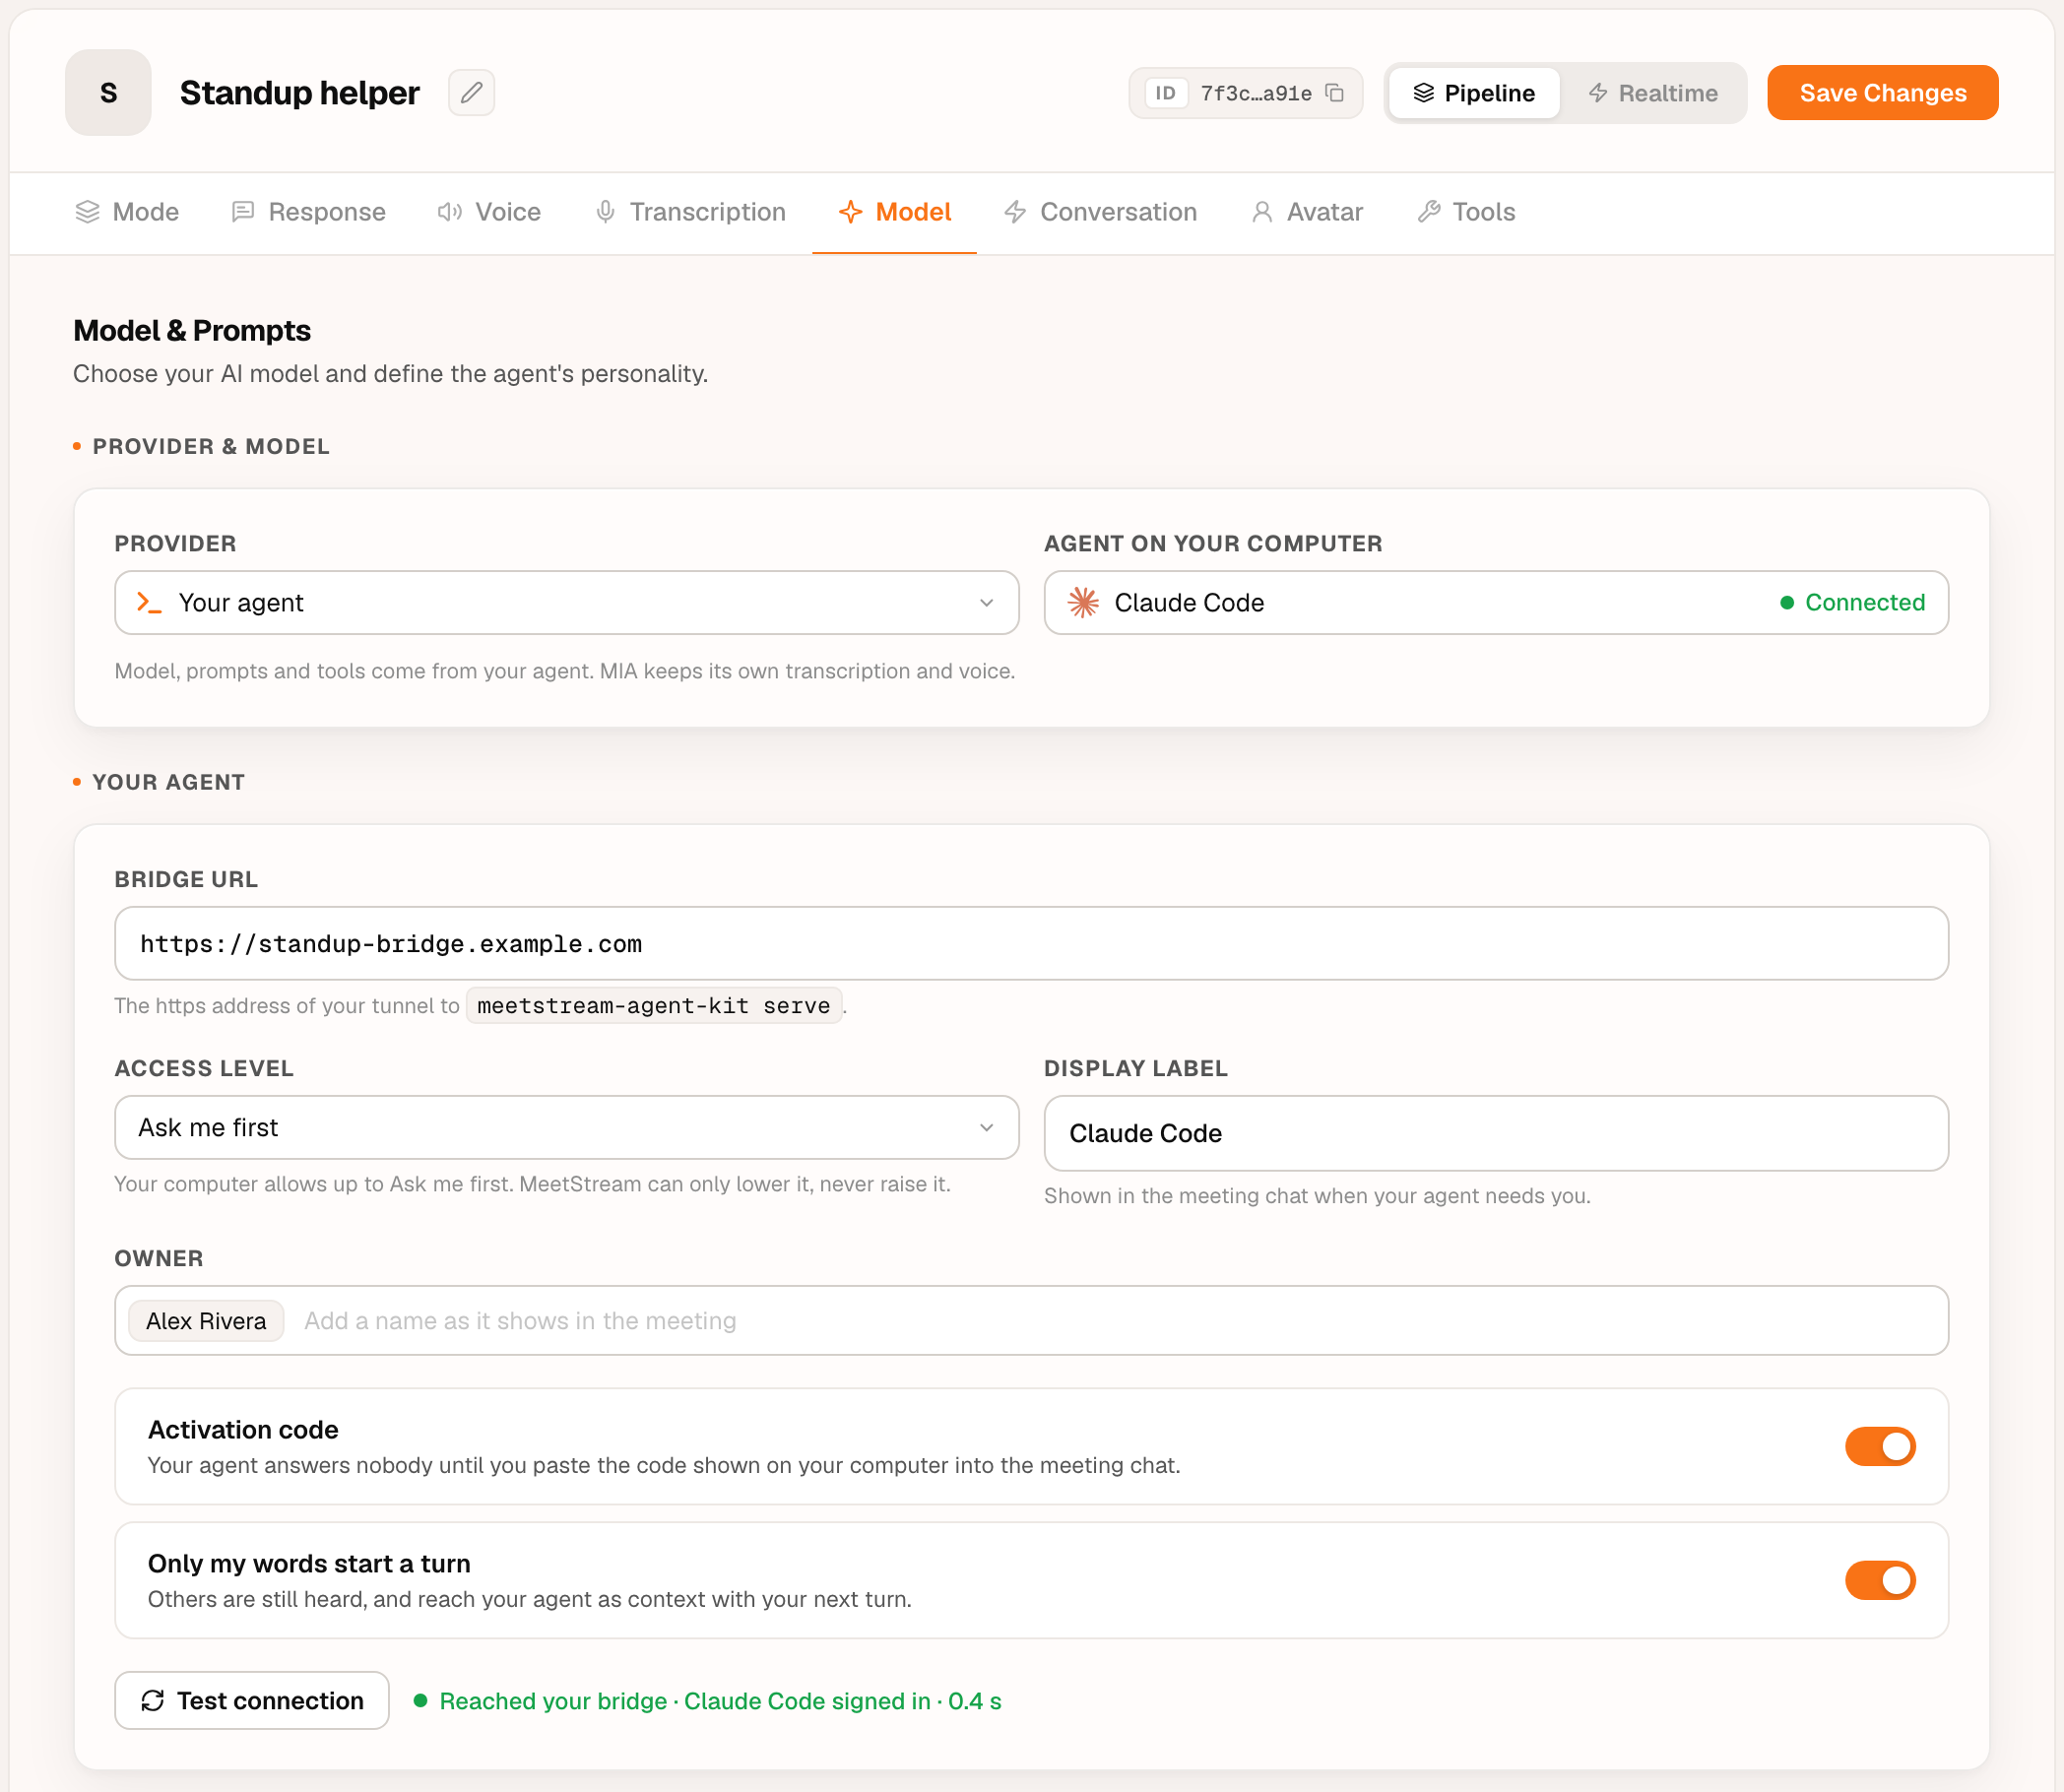 S
Standup helper
ID 7f3c…a91e
Pipeline
Realtime
Save Changes
Mode
Response
Voice
Transcription
Model
Conversation
Avatar
Tools
Model & Prompts
Choose your AI model and define the agent's personality.
PROVIDER & MODEL
PROVIDER
Your agent
AGENT ON YOUR COMPUTER
Claude Code
Connected
Model, prompts and tools come from your agent. MIA keeps its own transcription and voice.
YOUR AGENT
BRIDGE URL
https://standup-bridge.example.com
The https address of your tunnel to meetstream-agent-kit serve.
ACCESS LEVEL
Ask me first
Your computer allows up to Ask me first. MeetStream can only lower it, never raise it.
DISPLAY LABEL
Claude Code
Shown in the meeting chat when your agent needs you.
OWNER
Alex Rivera Add a name as it shows in the meeting
Activation code
Your agent answers nobody until you paste the code shown on your computer into the meeting chat.
Only my words start a turn
Others are still heard, and reach your agent as context with your next turn.
Test connection
Reached your bridge · Claude Code signed in · 0.4 s